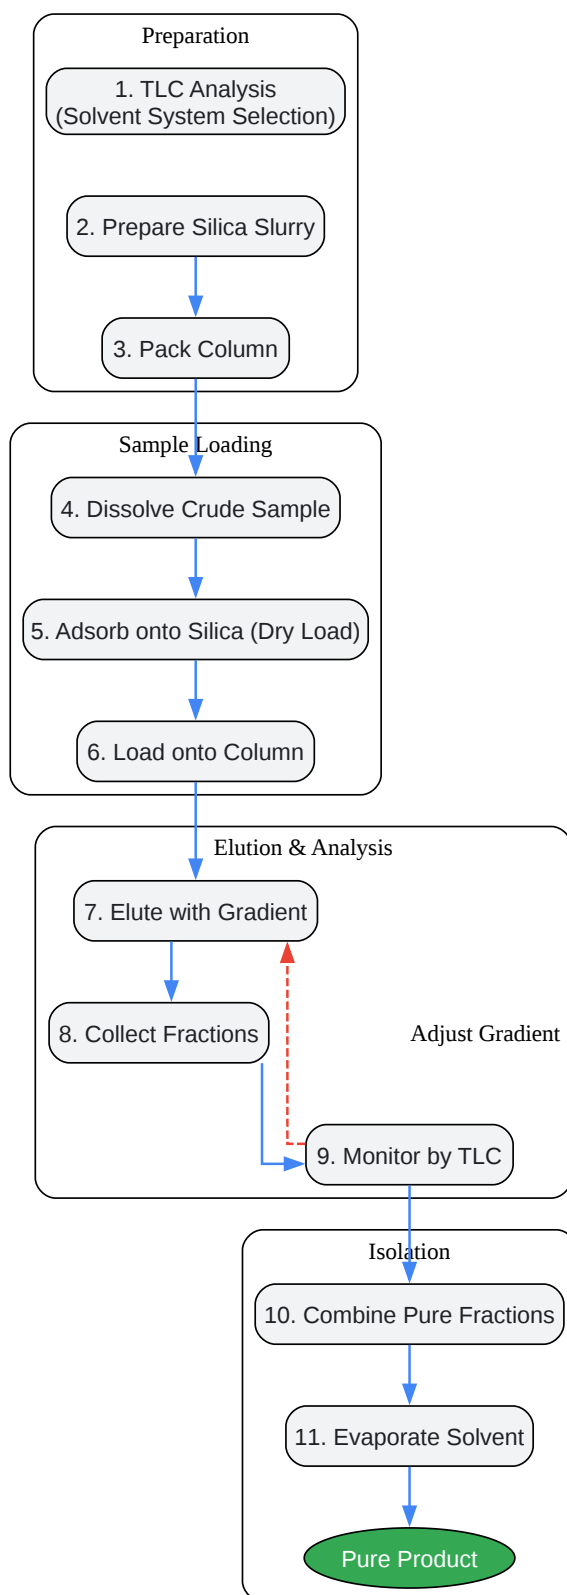 Preparation
1. TLC Analysis
(Solvent System Selection)
2. Prepare Silica Slurry
3. Pack Column
Sample Loading
4. Dissolve Crude Sample
5. Adsorb onto Silica (Dry Load)
6. Load onto Column
Elution & Analysis
7. Elute with Gradient
8. Collect Fractions
Adjust Gradient
9. Monitor by TLC
Isolation
10. Combine Pure Fractions
11. Evaporate Solvent
Pure Product